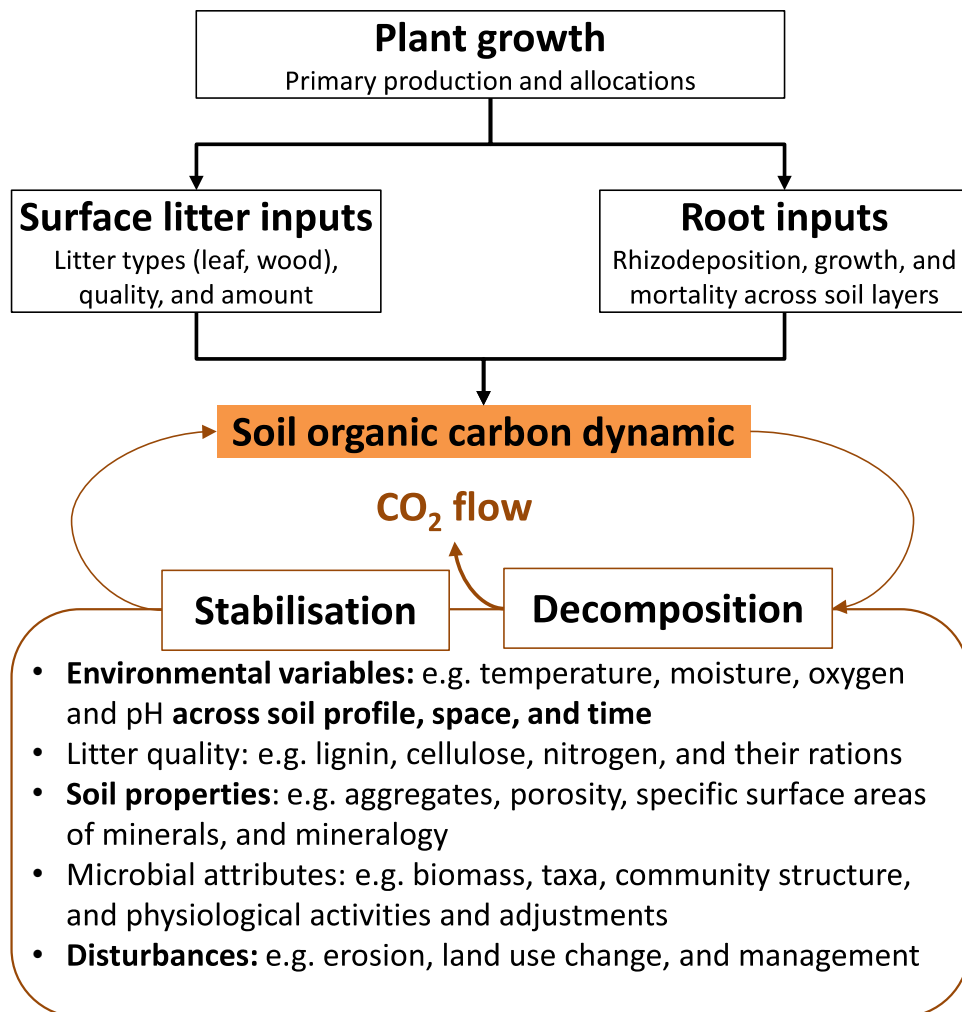 Plant growth
Primary production and allocations
Surface litter inputs
Litter types (leaf, wood),
quality, and amount
Root inputs
Rhizodeposition, growth, and
mortality across soil layers
Soil organic carbon dynamic
CO₂ flow
Stabilisation
Decomposition
• Environmental variables: e.g. temperature, moisture, oxygen
and pH across soil profile, space, and time
• Litter quality: e.g. lignin, cellulose, nitrogen, and their rations
• Soil properties: e.g. aggregates, porosity, specific surface areas
of minerals, and mineralogy
• Microbial attributes: e.g. biomass, taxa, community structure,
and physiological activities and adjustments
• Disturbances: e.g. erosion, land use change, and management